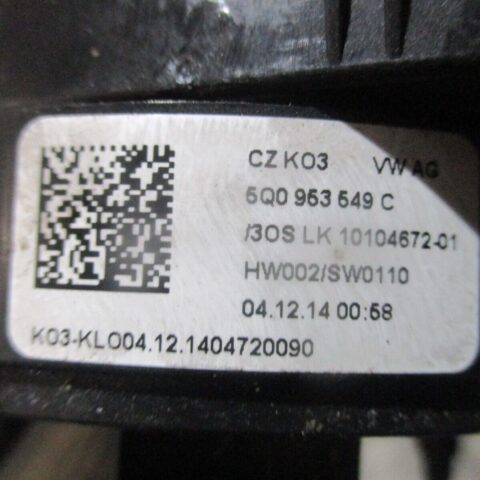 CZ K03 VW AG
5Q0 953 549 C
/3OS LK 10104672-01
HW002/SW0110
04.12.14 00:58
K03-KLO04.12.1404720090